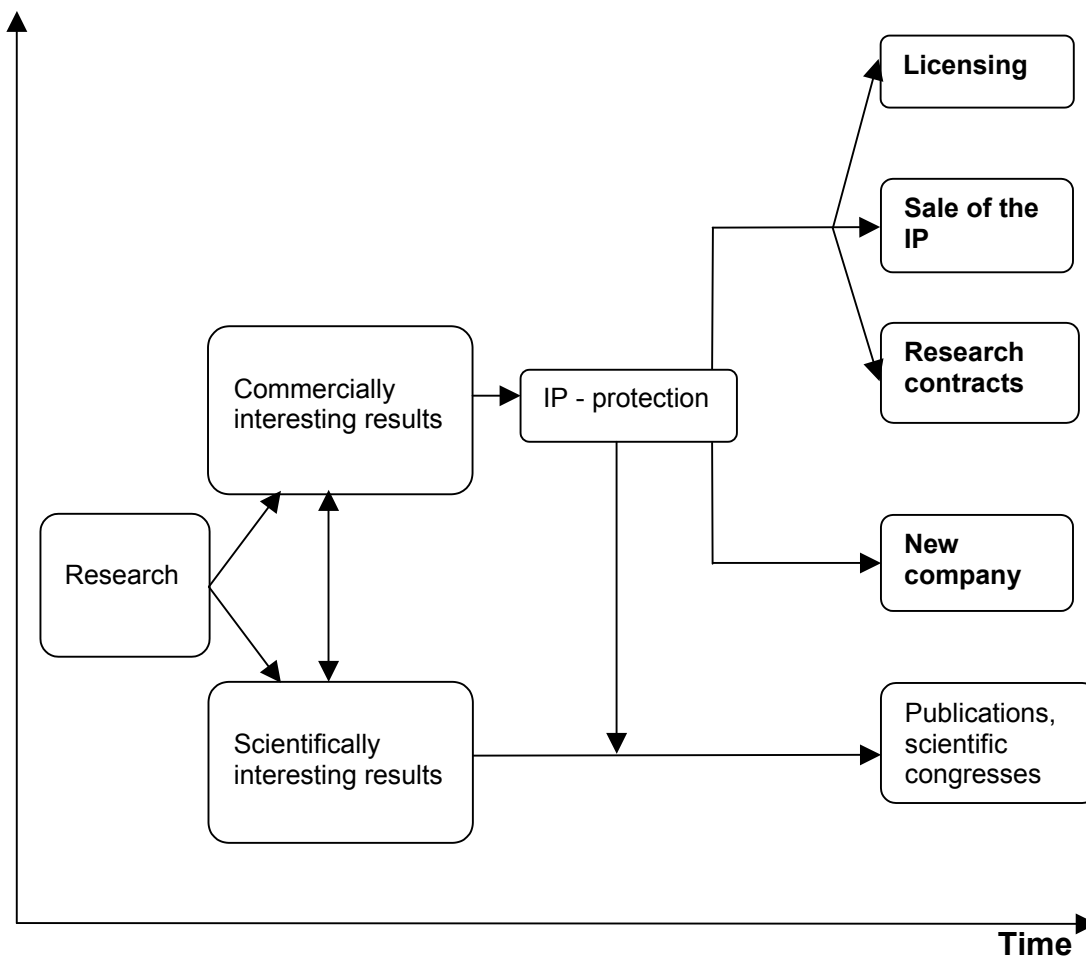 Licensing
Sale of the
IP
Research
contracts
Commercially
interesting results
IP - protection
Research
New
company
Scientifically
interesting results
Publications,
scientific
congresses
Time